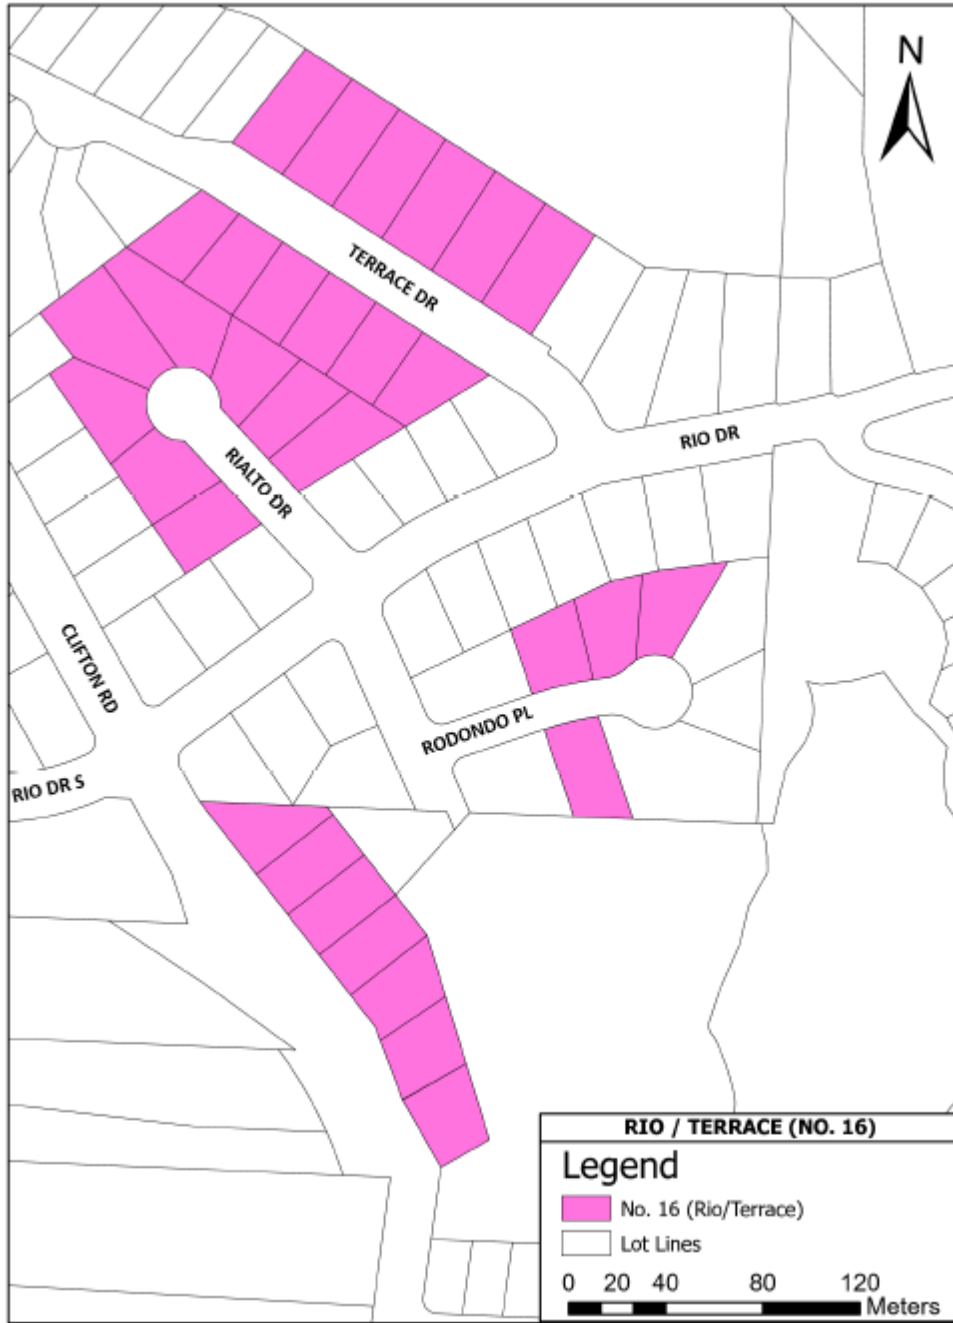 N
TERRACE DR
RIO DR
RIALTO DR
CLIFTON RD
RODONDO PL
RIO DR S
RIO / TERRACE (NO. 16)
Legend
No. 16 (Rio/Terrace)
Lot Lines
0 20 40 80 120
Meters